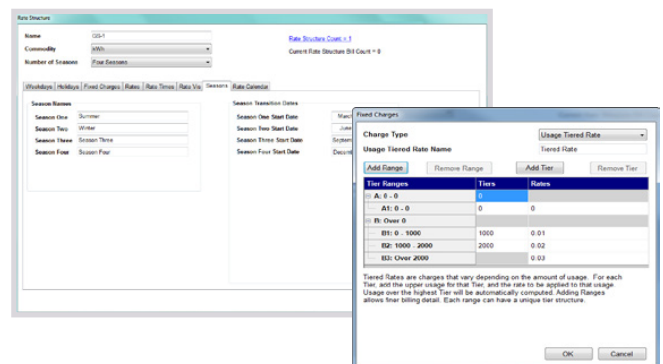 Rate Structure
Name GS-1
Rate Structure Count = 1
Commodity kWh
Current Rate Structure Bill Count = 0
Number of Seasons Four Seasons
Weekdays Holidays Fixed Charges Rates Rate Times Rate Vis Seasons Rate Calendar
Season Names
Season One Summer
Season Two Winter
Season Three Season Three
Season Four Season Four
Season Transition Dates
Season One Start Date March
Season Two Start Date June
Season Three Start Date
Season Four Start Date
Fixed Charges
Charge Type Usage Tiered Rate
Usage Tiered Rate Name Tiered Rate
Add Range Remove Range Add Tier Remove Tier
Tier Ranges Tiers Rates
A: 0 - 0 0
A1: 0 - 0 0 0
B: Over 0
B1: 0 - 1000 1000 0.01
B2: 1000 - 2000 2000 0.02
B3: Over 2000 0.03
Tiered Rates are charges that vary depending on the amount of usage. For each
Tier, add the upper usage for that Tier, and the rate to be applied to that usage.
Usage over the highest Tier will be automatically computed. Adding Ranges
allows finer billing detail. Each range can have a unique tier structure.
OK Cancel